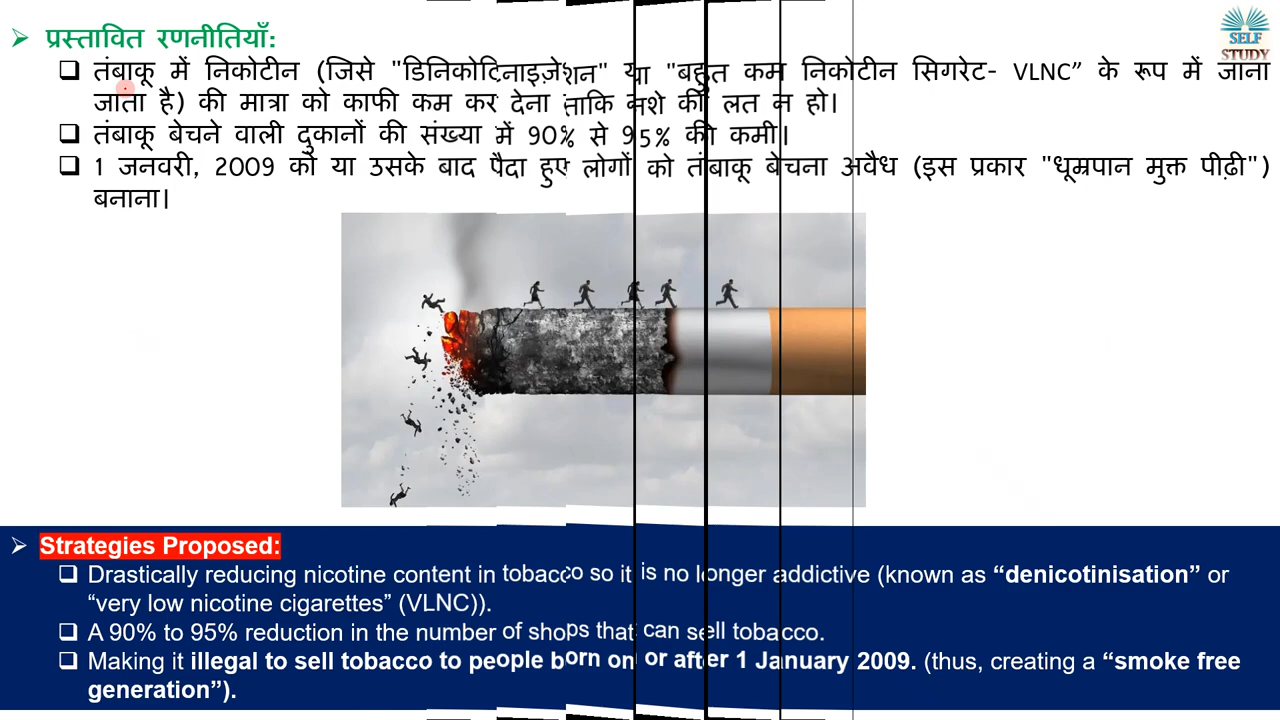 SELF
STUDY
➢ प्रस्तावित रणनीतियाँ:
❑ तंबाकू में निकोटीन (जिसे "डिनिकोटिनाइज़ेशन" या "बहुत कम निकोटीन सिगरेट- VLNC” के रूप में जाना
जाता है) की मात्रा को काफी कम कर देना ताकि नशे की लत न हो।
❑ तंबाकू बेचने वाली दुकानों की संख्या में 90% से 95% की कमी।
❑ 1 जनवरी, 2009 को या उसके बाद पैदा हुए लोगों को तंबाकू बेचना अवैध (इस प्रकार "धूम्रपान मुक्त पीढ़ी")
बनाना।
➢ Strategies Proposed:
❑ Drastically reducing nicotine content in tobacco so it is no longer addictive (known as “denicotinisation” or
“very low nicotine cigarettes” (VLNC)).
❑ A 90% to 95% reduction in the number of shops that can sell tobacco.
❑ Making it illegal to sell tobacco to people born on or after 1 January 2009. (thus, creating a “smoke free
generation”).